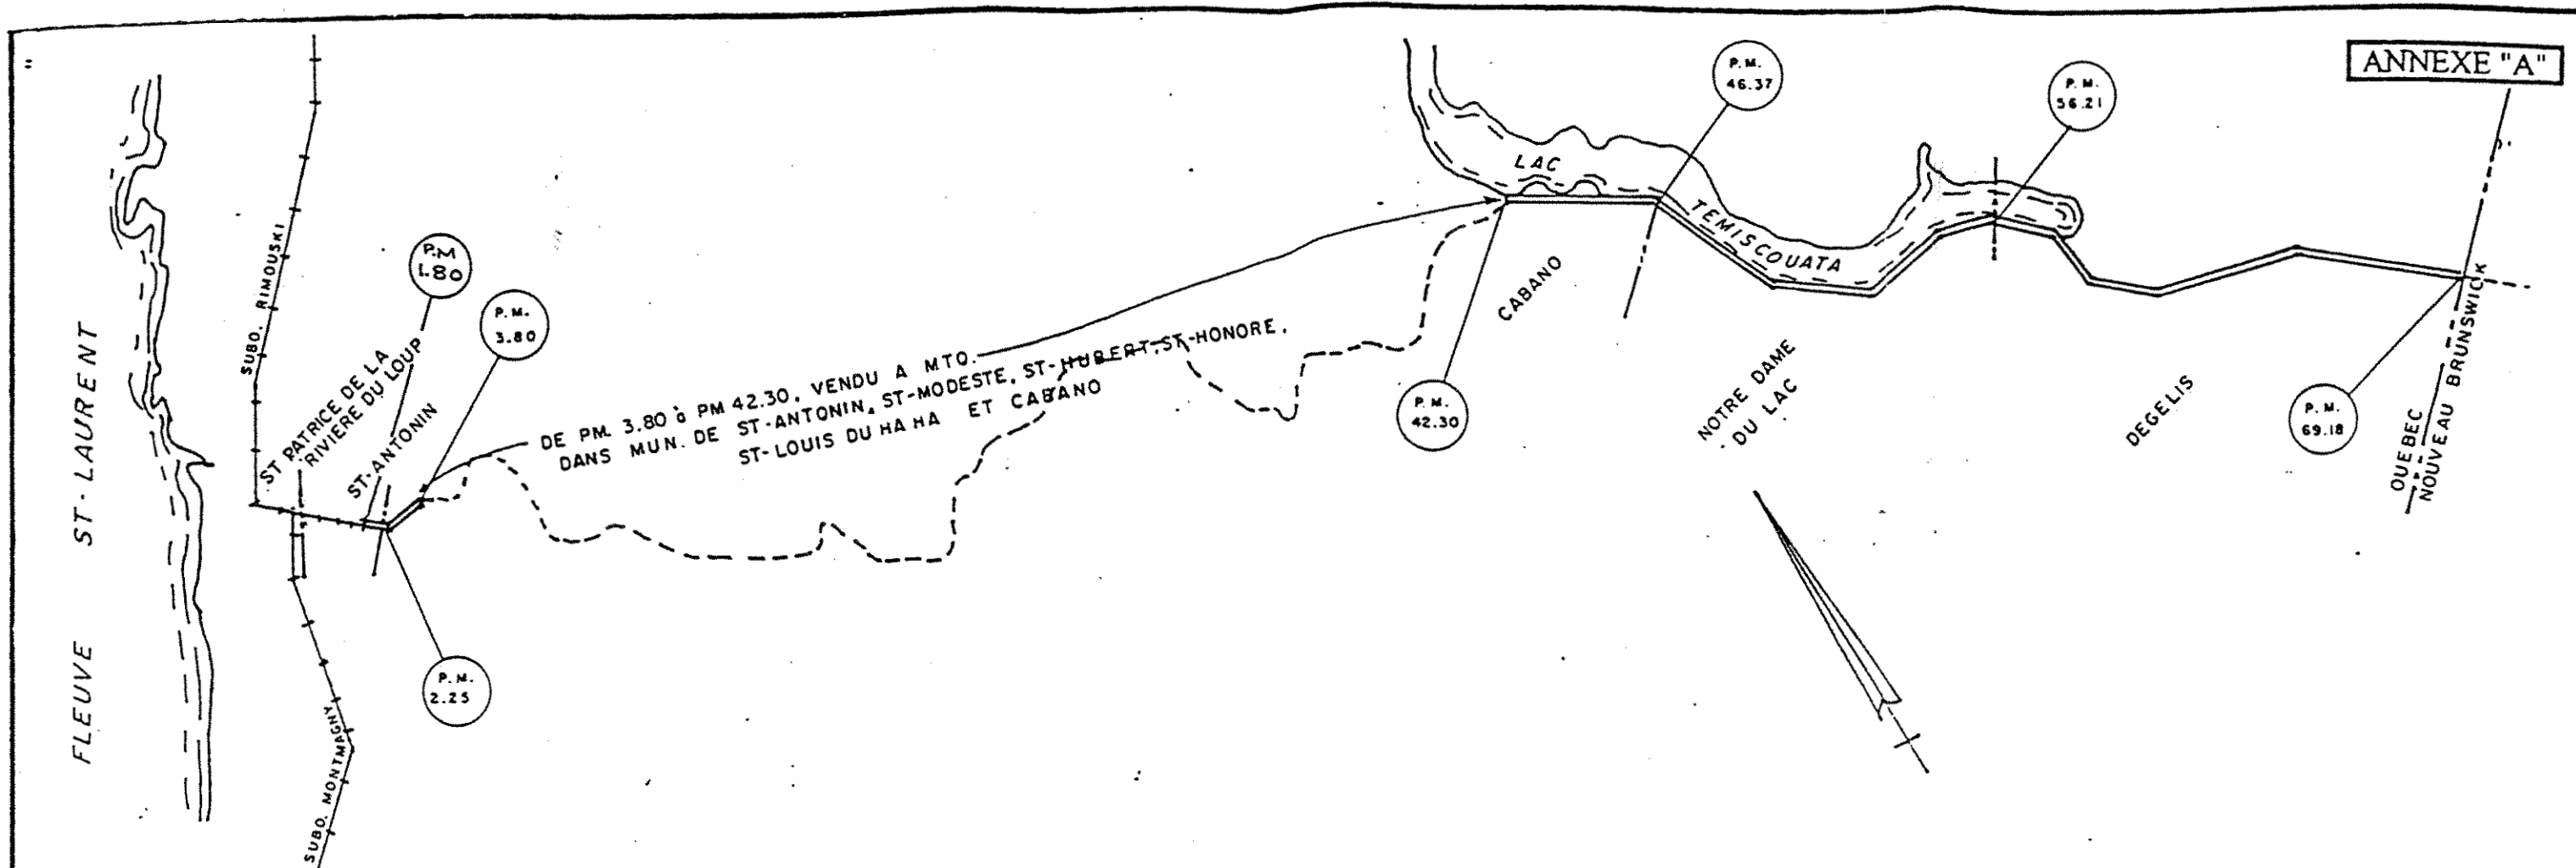 ANNEXE "A"
P.M.
46.37
P.M.
56.21
LAC
TEMISCOUATA
SUBD. RIMOUSKI
P.M
1.80
P.M.
3.80
ST PATRICE DE LA
RIVIERE DU LOUP
ST-ANTONIN
DE PM. 3.80 à PM 42.30, VENDU A MTQ.
DANS MUN. DE ST-ANTONIN, ST-MODESTE, ST-HUBERT, ST-HONORE,
ST-LOUIS DU HA HA ET CABANO
CABANO
P.M.
42.30
NOTRE DAME
DU LAC
DEGELIS
P.M.
69.18
QUEBEC
NOUVEAU BRUNSWICK
FLEUVE ST-LAURENT
P.M.
2.25
SUBD. MONTMAGNY